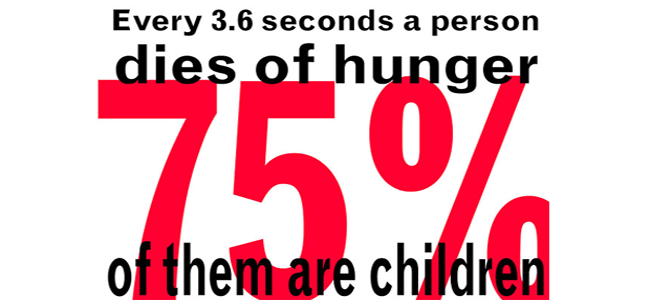 Every 3.6 seconds a person
dies of hunger
75%
of them are children